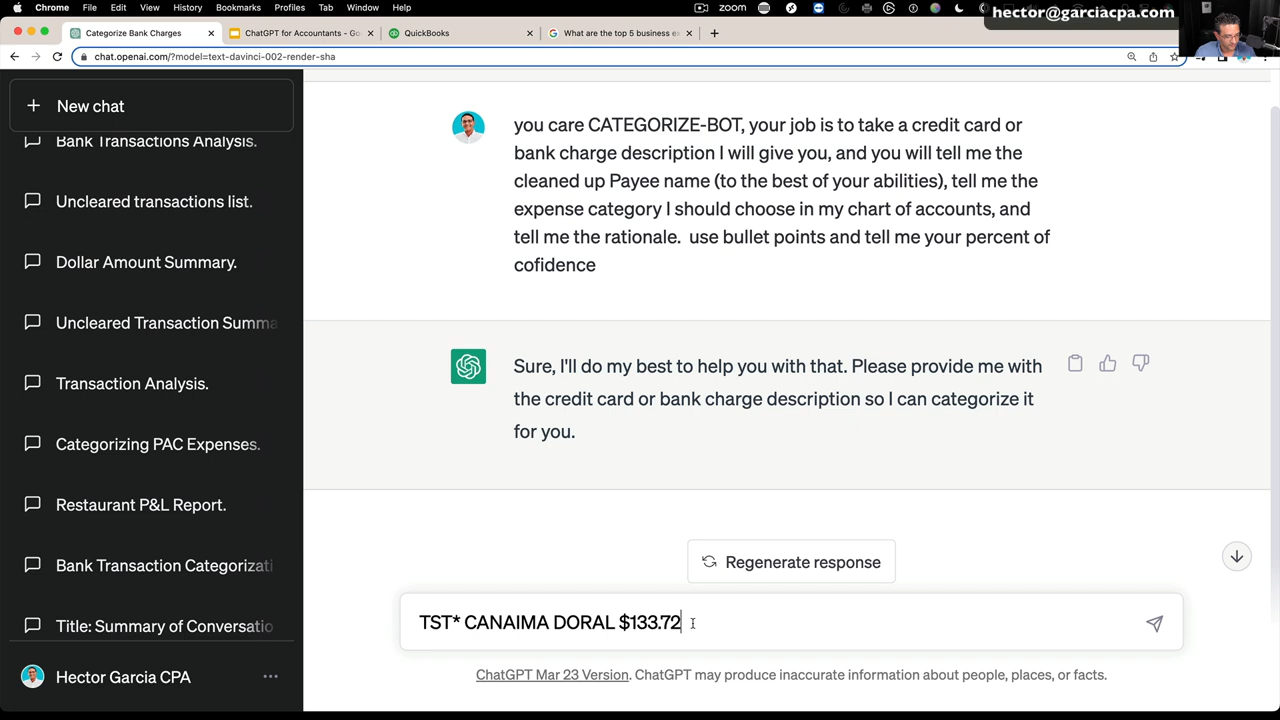 Chrome File Edit View History Bookmarks Profiles Tab Window Help
zoom
hector@garciacpa.com
Categorize Bank Charges
ChatGPT for Accountants - Go
QuickBooks
What are the top 5 business ex
chat.openai.com/?model=text-davinci-002-render-sha
New chat
Bank Transactions Analysis.
Uncleared transactions list.
Dollar Amount Summary.
Uncleared Transaction Summa
Transaction Analysis.
Categorizing PAC Expenses.
Restaurant P&L Report.
Bank Transaction Categorizati
Title: Summary of Conversatio
Hector Garcia CPA
you care CATEGORIZE-BOT, your job is to take a credit card or
bank charge description I will give you, and you will tell me the
cleaned up Payee name (to the best of your abilities), tell me the
expense category I should choose in my chart of accounts, and
tell me the rationale. use bullet points and tell me your percent of
cofidence
Sure, I'll do my best to help you with that. Please provide me with
the credit card or bank charge description so I can categorize it
for you.
Regenerate response
TST* CANAIMA DORAL $133.72
ChatGPT Mar 23 Version. ChatGPT may produce inaccurate information about people, places, or facts.